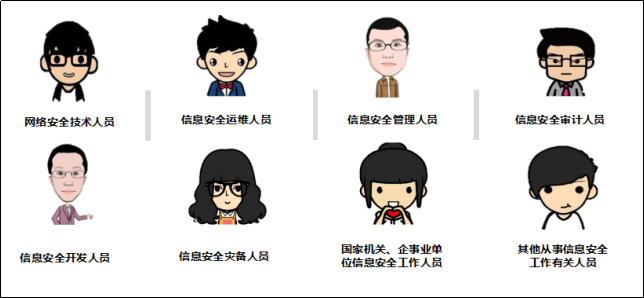 网络安全技术人员
信息安全运维人员
信息安全管理人员
信息安全审计人员
信息安全开发人员
信息安全灾备人员
国家机关、企事业单
位信息安全工作人员
其他从事信息安全
工作有关人员